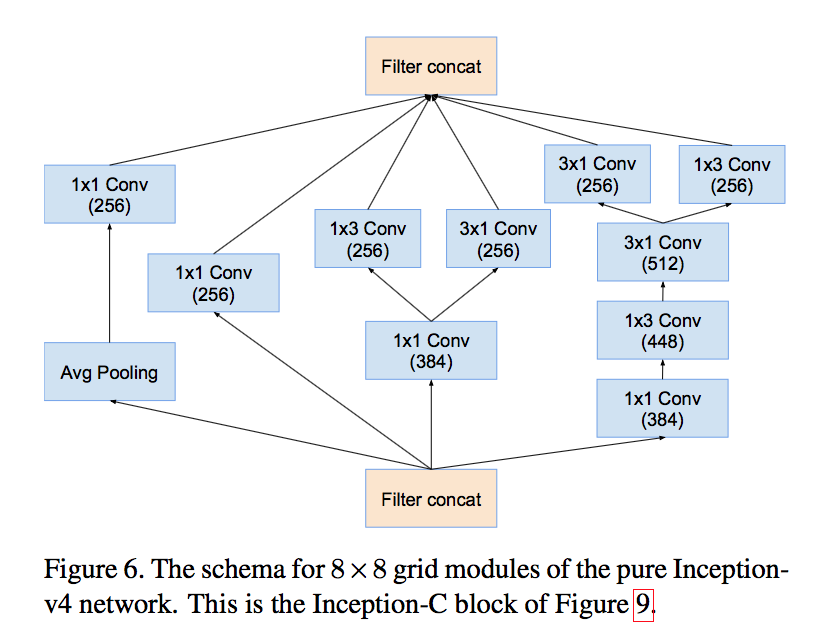 Filter concat
3x1 Conv
(256)
1x3 Conv
(256)
1x1 Conv
(256)
1x3 Conv
(256)
3x1 Conv
(256)
3x1 Conv
(512)
1x1 Conv
(256)
1x3 Conv
(448)
1x1 Conv
(384)
Avg Pooling
1x1 Conv
(384)
Filter concat
Figure 6. The schema for 8 × 8 grid modules of the pure Inception-
v4 network. This is the Inception-C block of Figure 9.